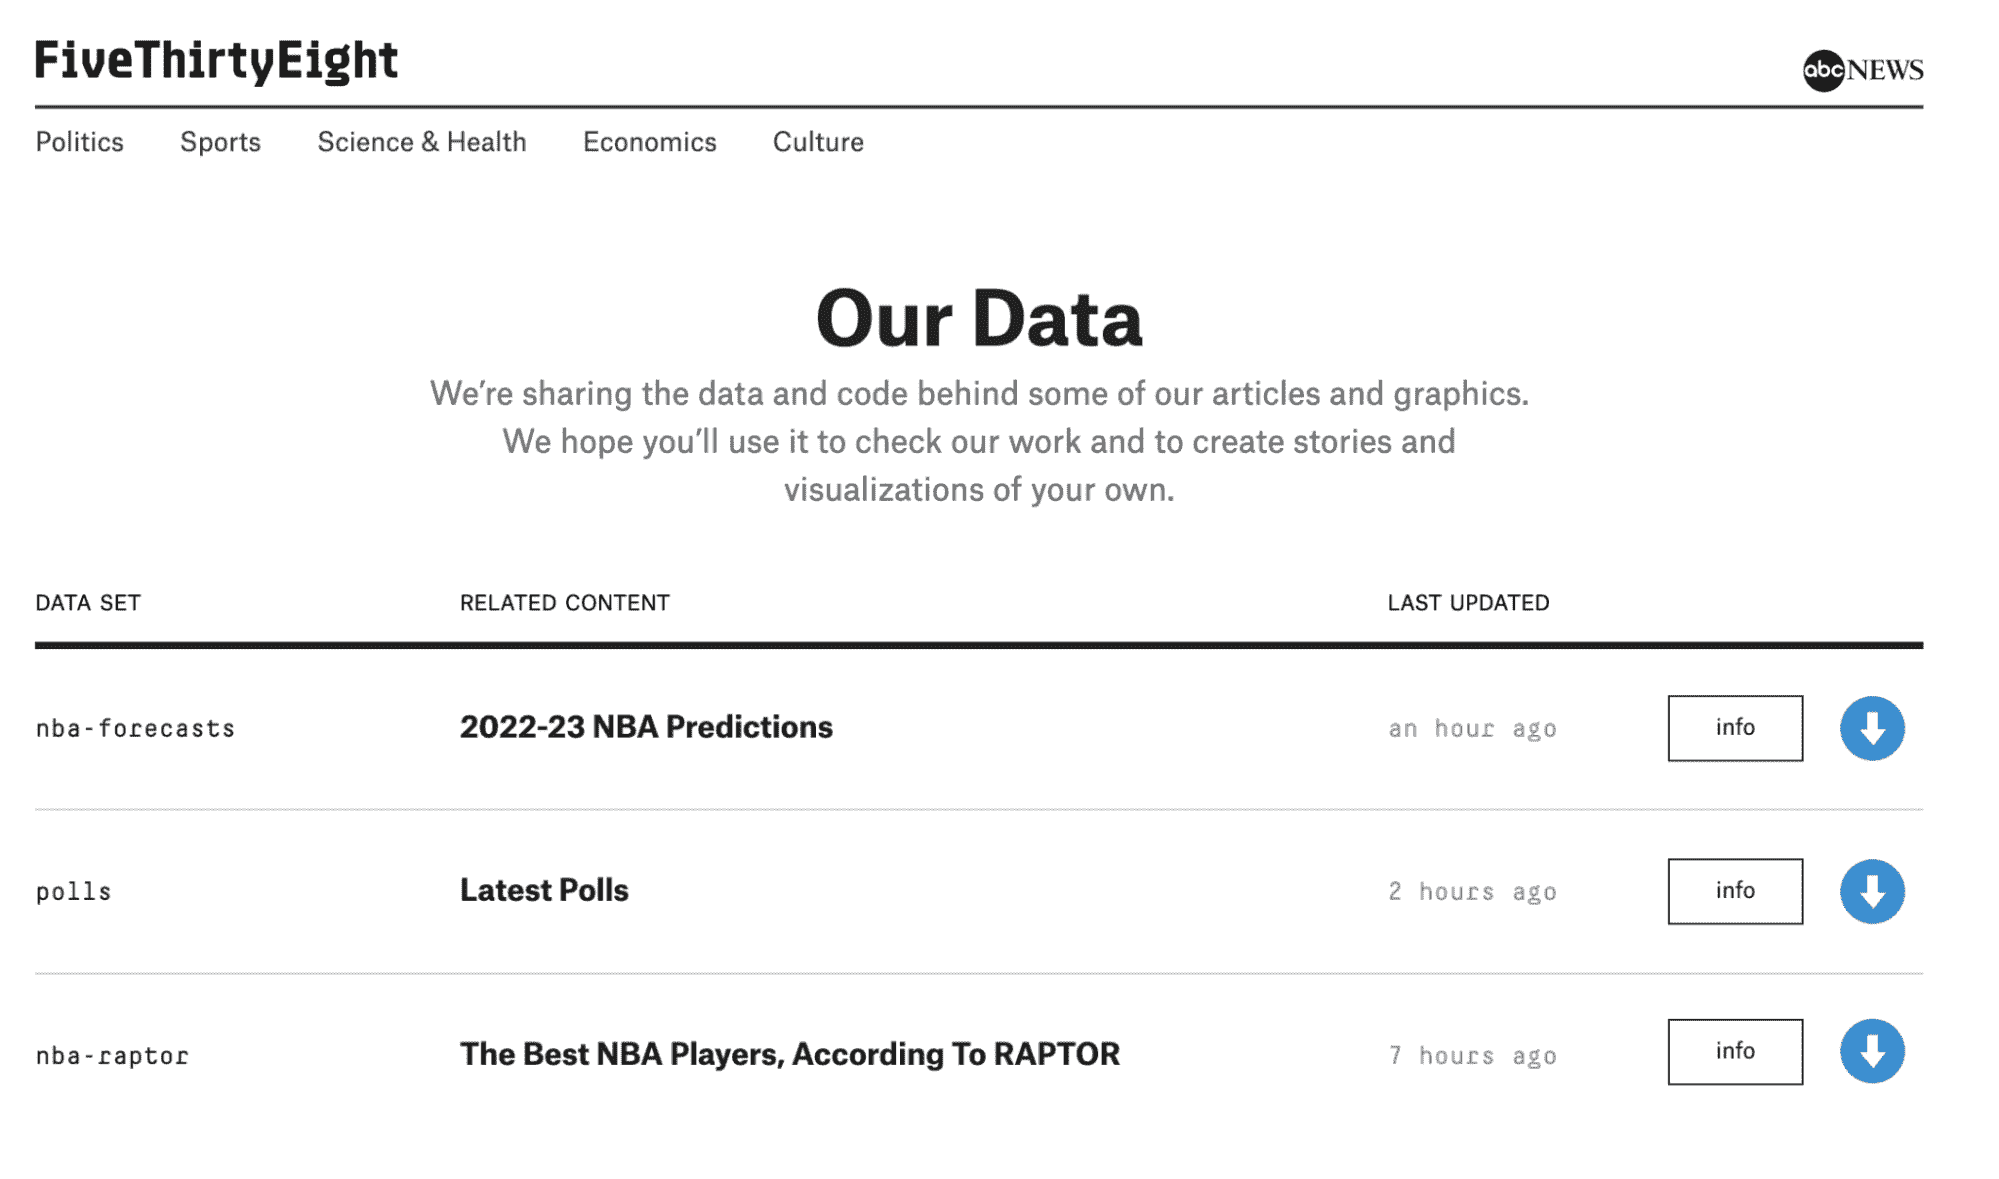 FiveThirtyEight
abc NEWS
Politics Sports Science & Health Economics Culture
Our Data
We’re sharing the data and code behind some of our articles and graphics.
We hope you’ll use it to check our work and to create stories and
visualizations of your own.
DATA SET RELATED CONTENT LAST UPDATED
nba-forecasts 2022-23 NBA Predictions an hour ago info
polls Latest Polls 2 hours ago info
nba-raptor The Best NBA Players, According To RAPTOR 7 hours ago info